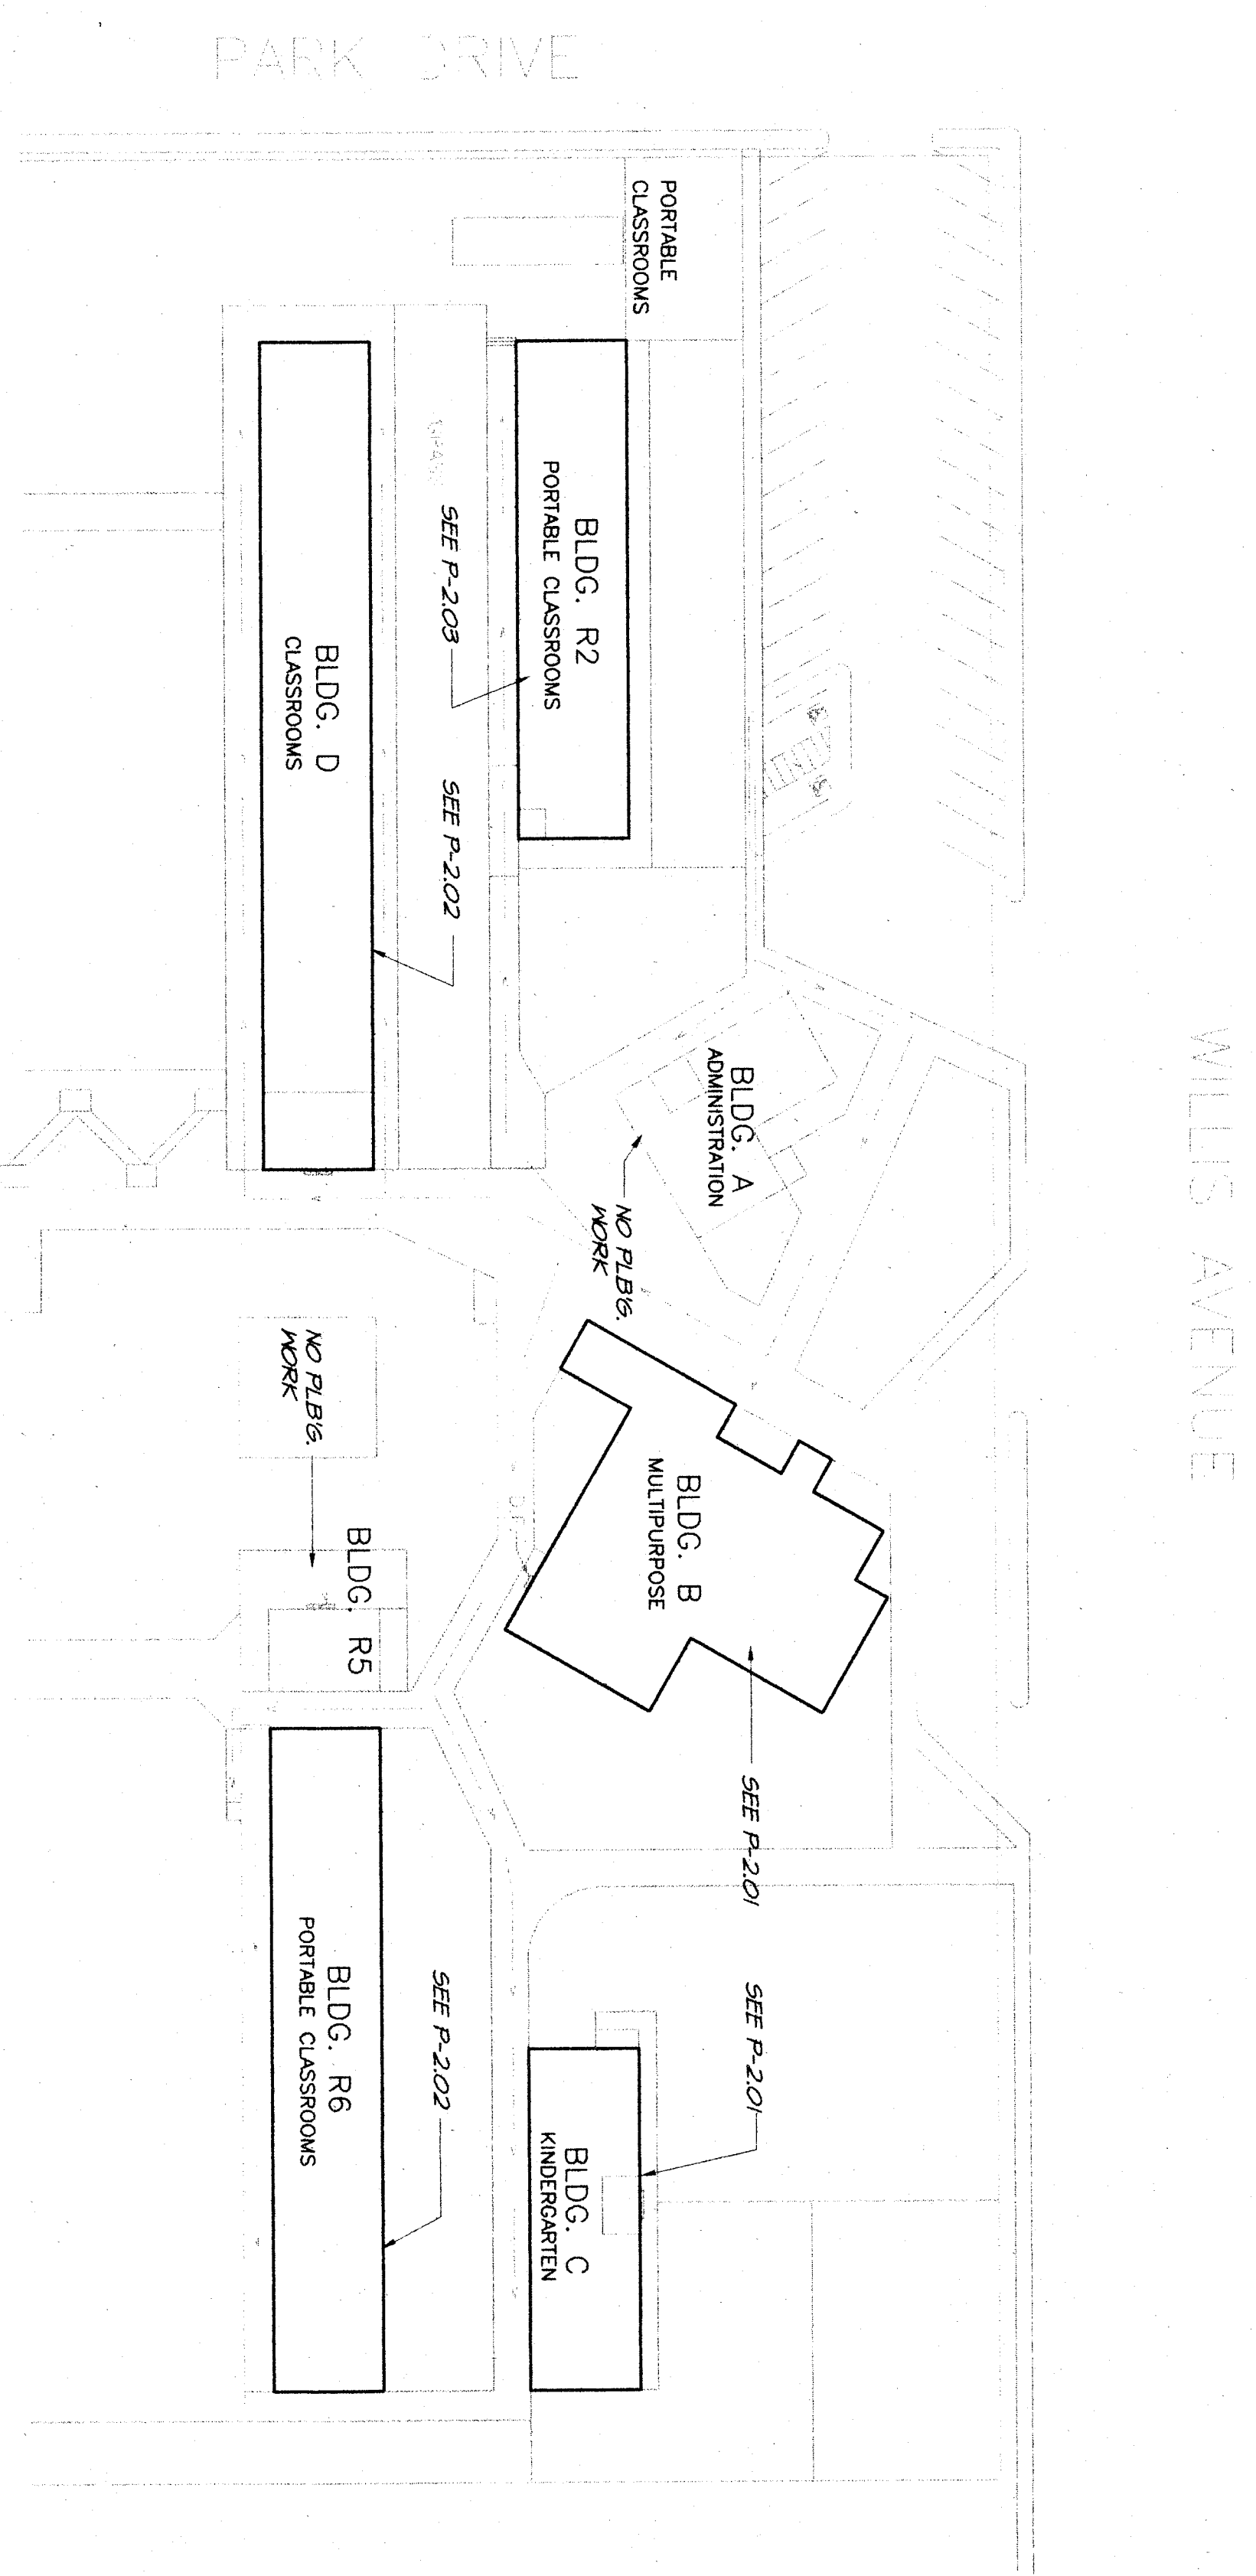 PARK DRIVE
WILLIS AVENUE
PORTABLE
CLASSROOMS
BLDG. R2
PORTABLE CLASSROOMS
SEE P-2.03
BLDG. D
CLASSROOMS
SEE P-2.02
BLDG. A
ADMINISTRATION
NO PLB'G.
WORK
BLDG. B
MULTIPURPOSE
SEE P-2.01
NO PLB'G.
WORK
BLDG. R5
BLDG. R6
PORTABLE CLASSROOMS
SEE P-2.02
BLDG. C
KINDERGARTEN
SEE P-2.01